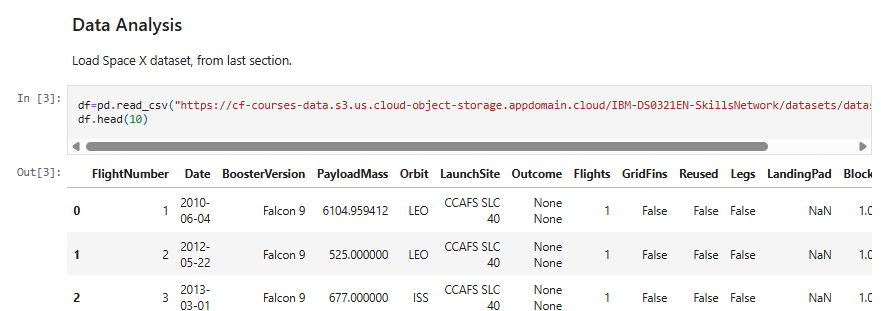 Data Analysis
Load Space X dataset, from last section.
In [3]:
df=pd.read_csv("https://cf-courses-data.s3.us.cloud-object-storage.appdomain.cloud/IBM-DS0321EN-SkillsNetwork/datasets/datas
df.head(10)
Out[3]:
FlightNumber Date BoosterVersion PayloadMass Orbit LaunchSite Outcome Flights GridFins Reused Legs LandingPad Block
0 1 2010-06-04 Falcon 9 6104.959412 LEO CCAFS SLC 40 None None 1 False False False NaN 1.0
1 2 2012-05-22 Falcon 9 525.000000 LEO CCAFS SLC 40 None None 1 False False False NaN 1.0
2 3 2013-03-01 Falcon 9 677.000000 ISS CCAFS SLC 40 None None 1 False False False NaN 1.0